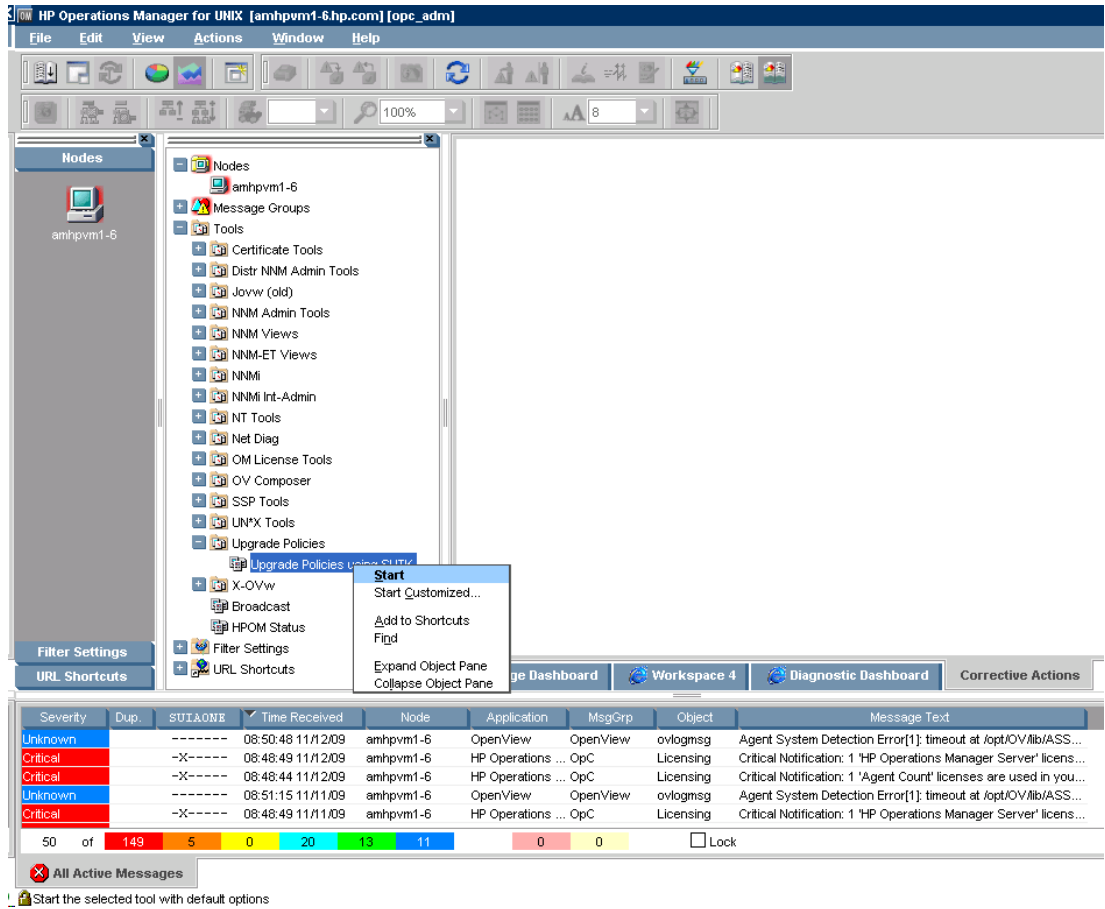 HP Operations Manager for UNIX [amhpvm1-6.hp.com] [opc_adm]
File Edit View Actions Window Help
100% 8
Nodes
amhpvm1-6
Filter Settings
URL Shortcuts
Nodes
amhpvm1-6
Message Groups
Tools
Certificate Tools
Distr NNM Admin Tools
Jovw (old)
NNM Admin Tools
NNM Views
NNM-ET Views
NNMi
NNMi Int-Admin
NT Tools
Net Diag
OM License Tools
OV Composer
SSP Tools
UN*X Tools
Upgrade Policies
Upgrade Policies using SUTK
X-OVw
Broadcast
HPOM Status
Filter Settings
URL Shortcuts
Start
Start Customized...
Add to Shortcuts
Find
Expand Object Pane
Collapse Object Pane
ge Dashboard Workspace 4 Diagnostic Dashboard Corrective Actions
Severity Dup. SUIAONE Time Received Node Application MsgGrp Object Message Text
Unknown ------- 08:50:48 11/12/09 amhpvm1-6 OpenView OpenView ovlogmsg Agent System Detection Error[1]: timeout at /opt/OV/lib/ASS...
Critical -X----- 08:48:49 11/12/09 amhpvm1-6 HP Operations ... OpC Licensing Critical Notification: 1 'HP Operations Manager Server' licens...
Critical -X----- 08:48:44 11/12/09 amhpvm1-6 HP Operations ... OpC Licensing Critical Notification: 1 'Agent Count' licenses are used in you...
Unknown ------- 08:51:15 11/11/09 amhpvm1-6 OpenView OpenView ovlogmsg Agent System Detection Error[1]: timeout at /opt/OV/lib/ASS...
Critical -X----- 08:48:49 11/11/09 amhpvm1-6 HP Operations ... OpC Licensing Critical Notification: 1 'HP Operations Manager Server' licens...
50 of 149 5 0 20 13 11 0 0 Lock
All Active Messages
Start the selected tool with default options